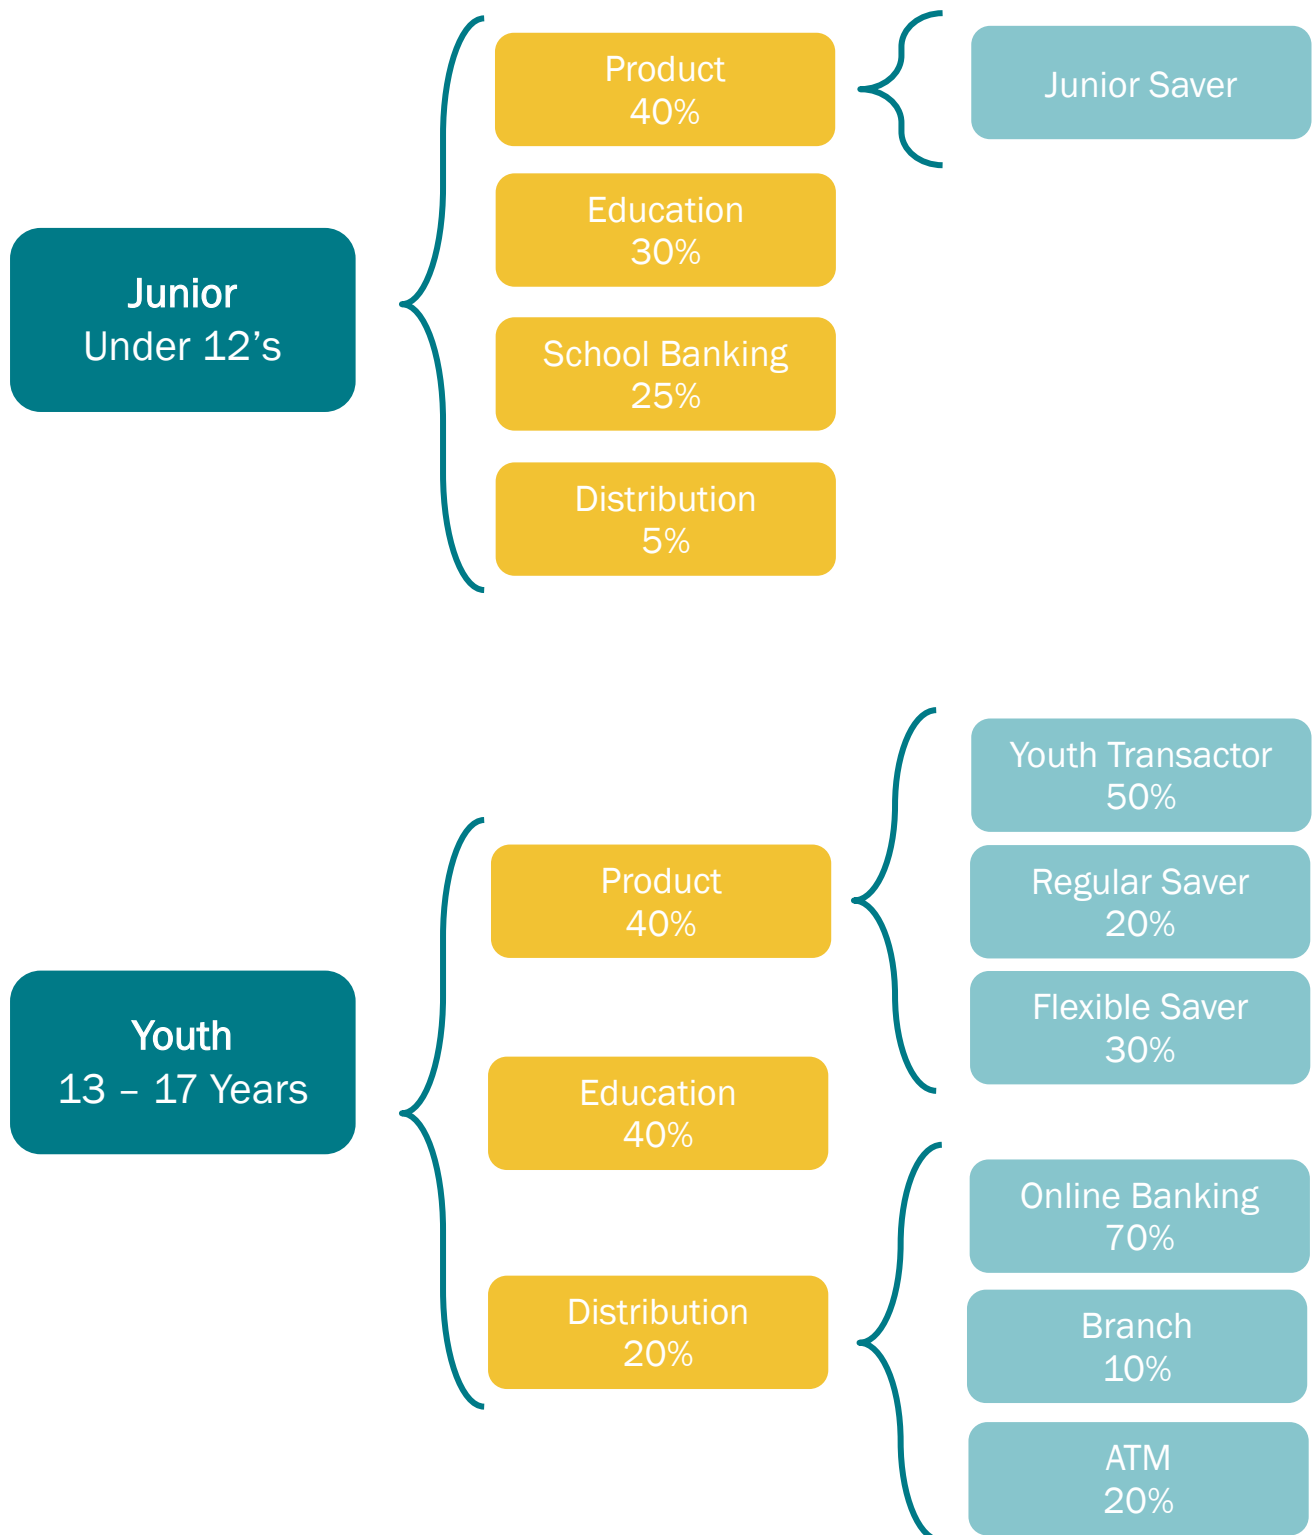 Junior
Under 12’s
Product
40%
Education
30%
School Banking
25%
Distribution
5%
Junior Saver
Youth
13 – 17 Years
Product
40%
Education
40%
Distribution
20%
Youth Transactor
50%
Regular Saver
20%
Flexible Saver
30%
Online Banking
70%
Branch
10%
ATM
20%